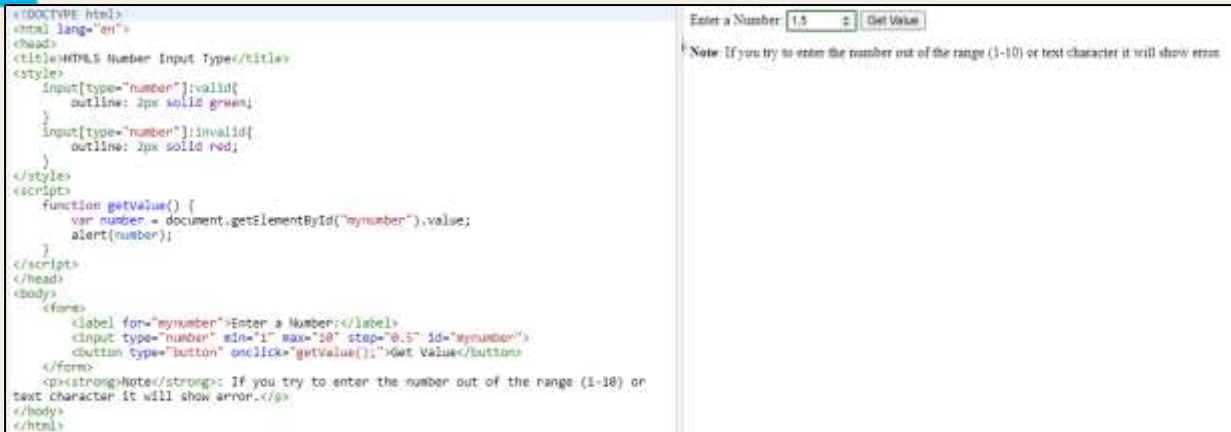 <!DOCTYPE html>
<html lang="en">
<head>
<title>HTML5 Number Input Type</title>
<style>
    input[type="number"]:valid{
        outline: 2px solid green;
    }
    input[type="number"]:invalid{
        outline: 2px solid red;
    }
</style>
<script>
    function getValue() {
        var number = document.getElementById("mynumber").value;
        alert(number);
    }
</script>
</head>
<body>
    <form>
        <label for="mynumber">Enter a Number:</label>
        <input type="number" min="1" max="10" step="0.5" id="mynumber">
        <button type="button" onclick="getValue();">Get Value</button>
    </form>
    <p><strong>Note</strong>: If you try to enter the number out of the range (1-10) or
text character it will show error.</p>
</body>
</html>
Enter a Number: 1.5 Get Value
Note: If you try to enter the number out of the range (1-10) or text character it will show error.